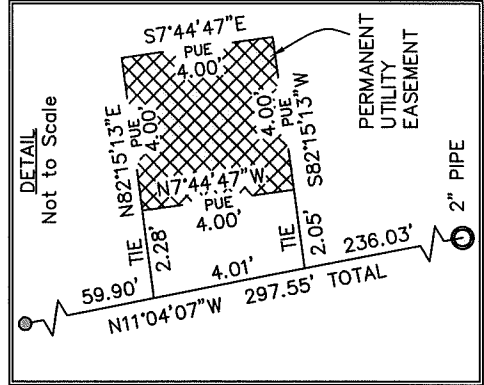 DETAIL
Not to Scale
S7°44'47"E
PUE
4.00'
N82°15'13"E
PUE
4.00'
4.00'
PUE
S82°15'13"W
N7°44'47"W
PUE
4.00'
PERMANENT
UTILITY
EASEMENT
TIE
2.28'
TIE
2.05'
59.90'
4.01'
236.03'
N11°04'07"W 297.55' TOTAL
2" PIPE